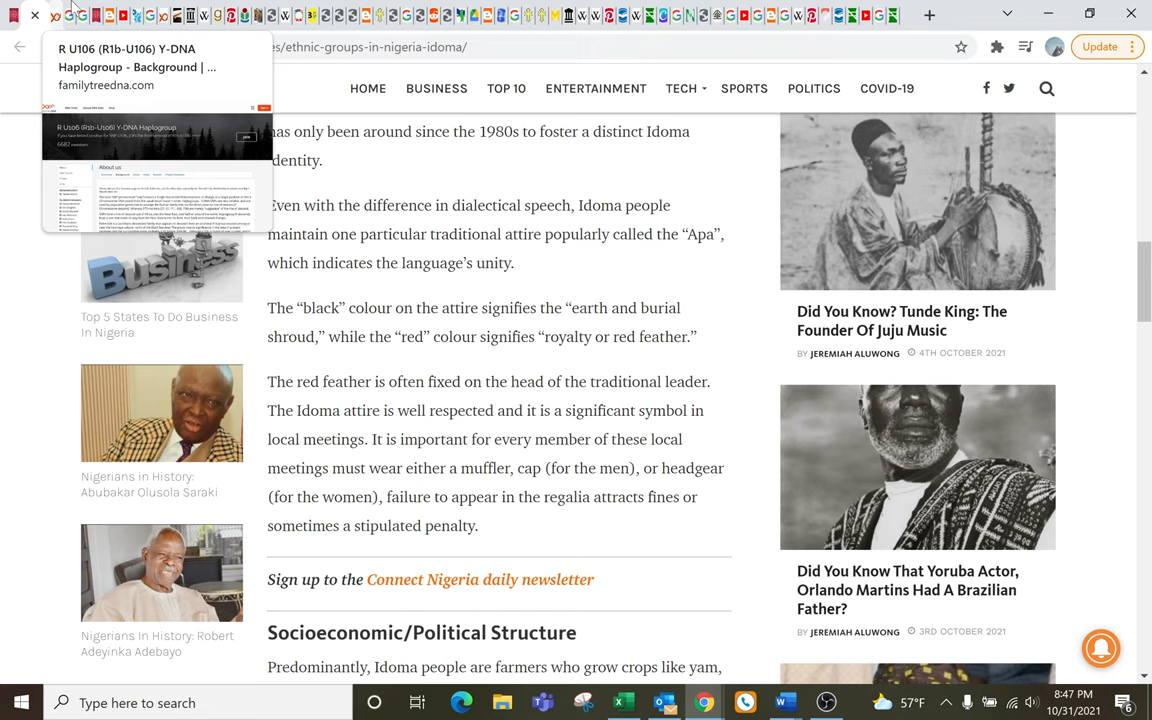 R U106 (R1b-U106) Y-DNA
Haplogroup - Background | ...
familytreedna.com
R U106 (R1b-U106) Y-DNA Haplogroup
About us
es/ethnic-groups-in-nigeria-idoma/
Update
HOME BUSINESS TOP 10 ENTERTAINMENT TECH SPORTS POLITICS COVID-19
has only been around since the 1980s to foster a distinct Idoma
identity.
Even with the difference in dialectical speech, Idoma people
maintain one particular traditional attire popularly called the “Apa”,
which indicates the language’s unity.
The “black” colour on the attire signifies the “earth and burial
shroud,” while the “red” colour signifies “royalty or red feather.”
The red feather is often fixed on the head of the traditional leader.
The Idoma attire is well respected and it is a significant symbol in
local meetings. It is important for every member of these local
meetings must wear either a muffler, cap (for the men), or headgear
(for the women), failure to appear in the regalia attracts fines or
sometimes a stipulated penalty.
Sign up to the Connect Nigeria daily newsletter
Socioeconomic/Political Structure
Predominantly, Idoma people are farmers who grow crops like yam,
Business
Top 5 States To Do Business
In Nigeria
Nigerians in History:
Abubakar Olusola Saraki
Nigerians In History: Robert
Adeyinka Adebayo
Did You Know? Tunde King: The
Founder Of Juju Music
BY JEREMIAH ALUWONG 4TH OCTOBER 2021
Did You Know That Yoruba Actor,
Orlando Martins Had A Brazilian
Father?
BY JEREMIAH ALUWONG 3RD OCTOBER 2021
Type here to search
57°F
8:47 PM
10/31/2021
6